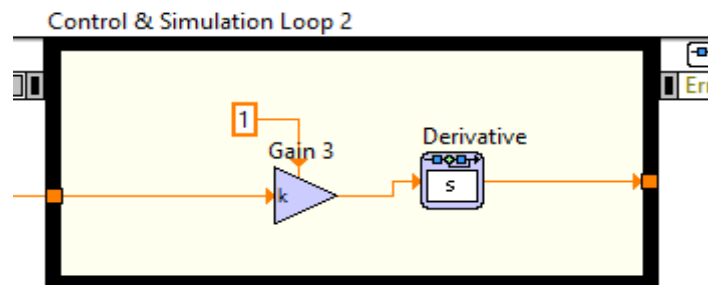 Control & Simulation Loop 2
Err
1
Gain 3
k
Derivative
s